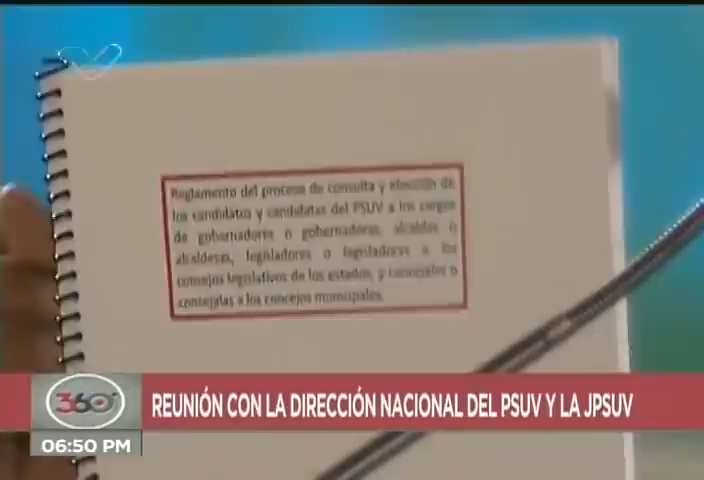 Reglamento del proceso de consulta y elección de
los candidatos y candidatas del PSUV a los cargos
de gobernadores o gobernadoras, alcaldes o
alcaldesas, legisladores o legisladoras a los
consejos legislativos de los estados, y concejales o
consejalas a los concejos municipales.
360°
REUNIÓN CON LA DIRECCIÓN NACIONAL DEL PSUV Y LA JPSUV
06:50 PM